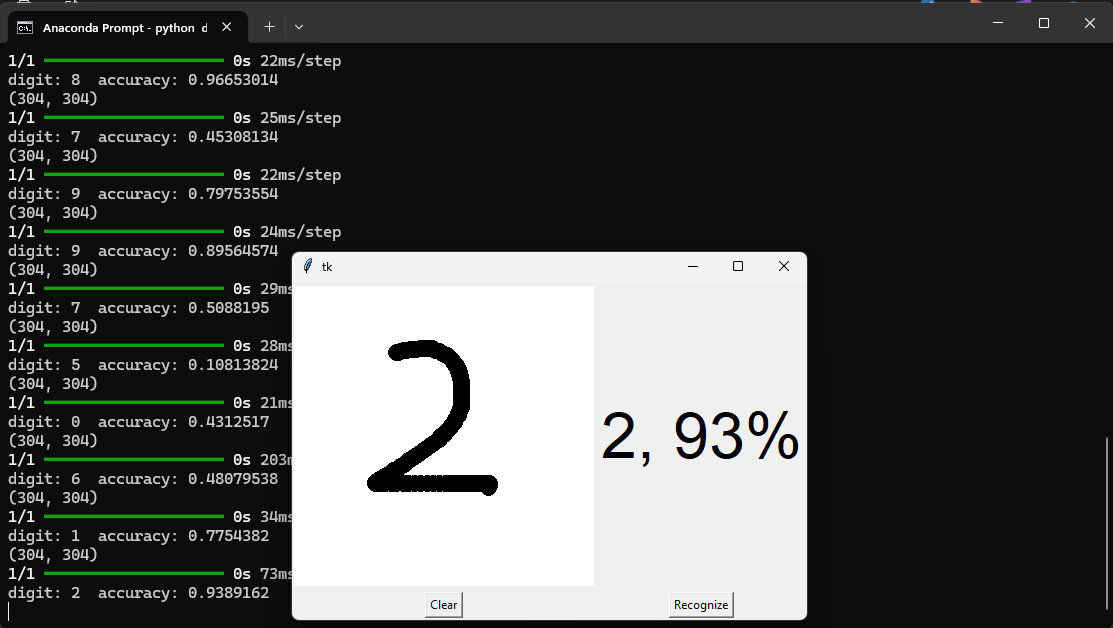 Anaconda Prompt - python d
1/1 0s 22ms/step
digit: 8 accuracy: 0.96653014
(304, 304)
1/1 0s 25ms/step
digit: 7 accuracy: 0.45308134
(304, 304)
1/1 0s 22ms/step
digit: 9 accuracy: 0.79753554
(304, 304)
1/1 0s 24ms/step
digit: 9 accuracy: 0.89564574
(304, 304)
1/1 0s 29ms
digit: 7 accuracy: 0.5088195
(304, 304)
1/1 0s 28ms
digit: 5 accuracy: 0.10813824
(304, 304)
1/1 0s 21ms
digit: 0 accuracy: 0.4312517
(304, 304)
1/1 0s 203m
digit: 6 accuracy: 0.48079538
(304, 304)
1/1 0s 34ms
digit: 1 accuracy: 0.7754382
(304, 304)
1/1 0s 73ms
digit: 2 accuracy: 0.9389162
tk
2
2, 93%
Clear
Recognize